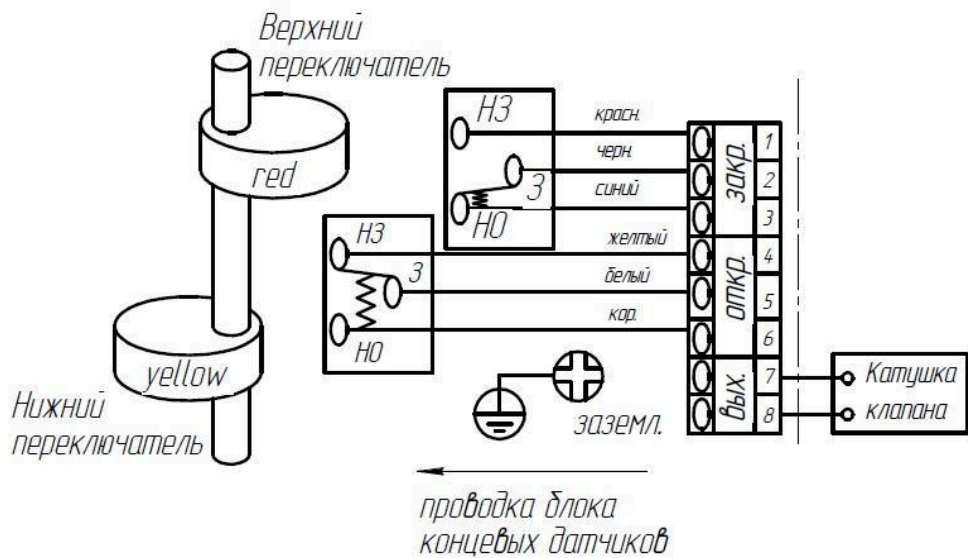 Верхний
переключатель
red
yellow
Нижний
переключатель
НЗ
З
НО
НЗ
З
НО
красн.
черн.
синий
желтый
белый
кор.
закр.
откр.
вых.
1
2
3
4
5
6
7
8
заземл.
Катушка
клапана
проводка блока
концевых датчиков